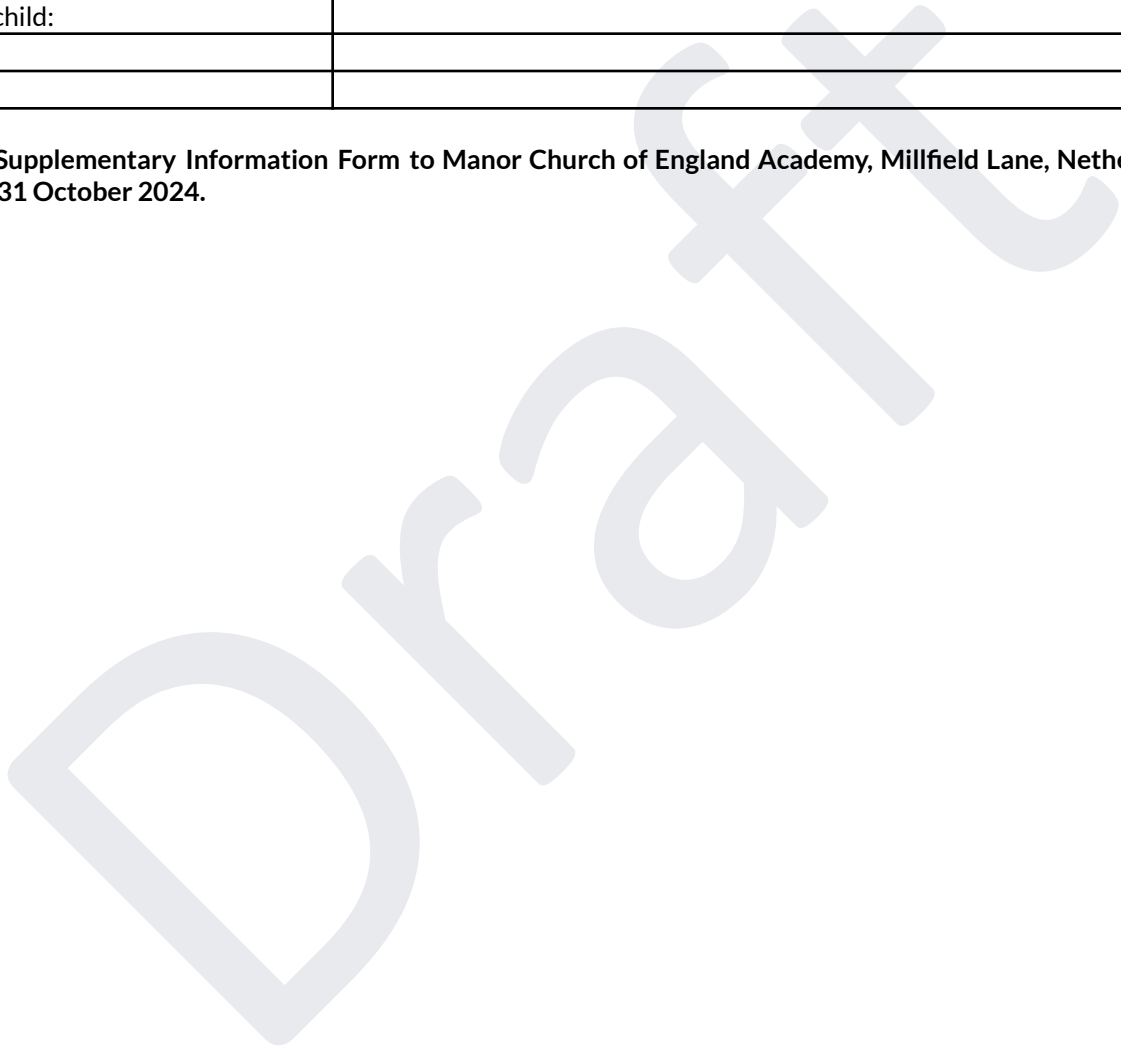 child:
Supplementary Information Form to Manor Church of England Academy, Millfield Lane, Nethe
31 October 2024.
Draft